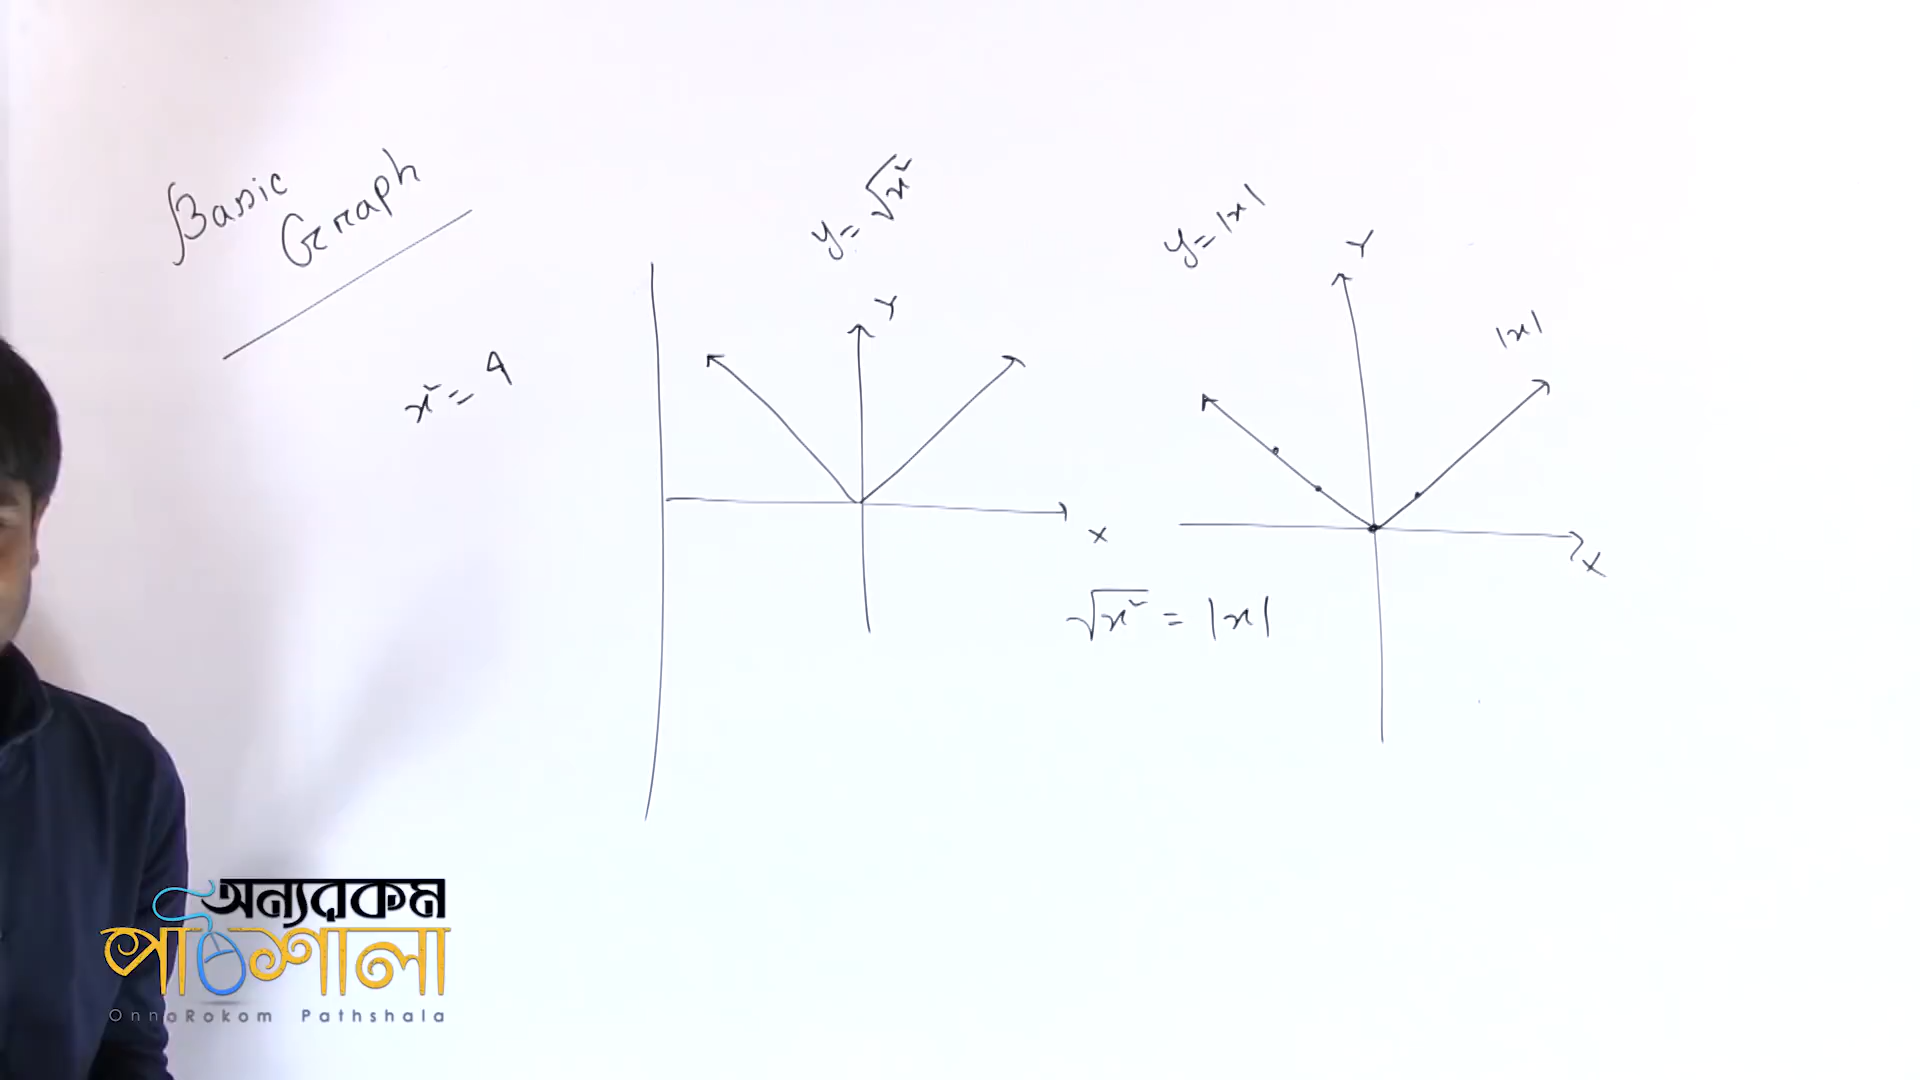 Basic
Graph
x² = 4
y = √x²
Y
X
y = |x|
Y
|x|
X
√x² = |x|
অন্যরকম
পাঠশালা
OnnoRokom Pathshala